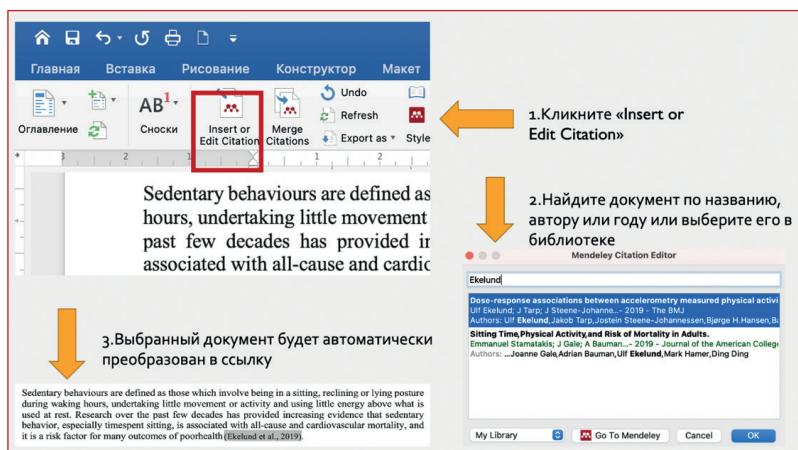 Главная Вставка Рисование Конструктор Макет
Оглавление
AB¹
Сноски
Insert or
Edit Citation
Merge
Citations
Undo
Refresh
Export as
Style
3 2 1 1 2
Sedentary behaviours are defined as
hours, undertaking little movement
past few decades has provided in
associated with all-cause and cardio
1.Кликните «Insert or
Edit Citation»
2.Найдите документ по названию,
автору или году или выберите его в
библиотеке
Mendeley Citation Editor
Ekelund
Dose-response associations between accelerometry measured physical activi
Ulf Ekelund; J Tarp; J Steene-Johanne...- 2019 - The BMJ
Authors: Ulf Ekelund,Jakob Tarp,Jostein Steene-Johannessen,Bjørge H.Hansen,Ba
Sitting Time,Physical Activity,and Risk of Mortality in Adults.
Emmanuel Stamatakis; J Gale; A Bauman...- 2019 - Journal of the American College
Authors: ...Joanne Gale,Adrian Bauman,Ulf Ekelund,Mark Hamer,Ding Ding
My Library Go To Mendeley Cancel OK
3.Выбранный документ будет автоматически
преобразован в ссылку
Sedentary behaviours are defined as those which involve being in a sitting, reclining or lying posture
during waking hours, undertaking little movement or activity and using little energy above what is
used at rest. Research over the past few decades has provided increasing evidence that sedentary
behavior, especially timespent sitting, is associated with all-cause and cardiovascular mortality, and
it is a risk factor for many outcomes of poorhealth (Ekelund et al., 2019).